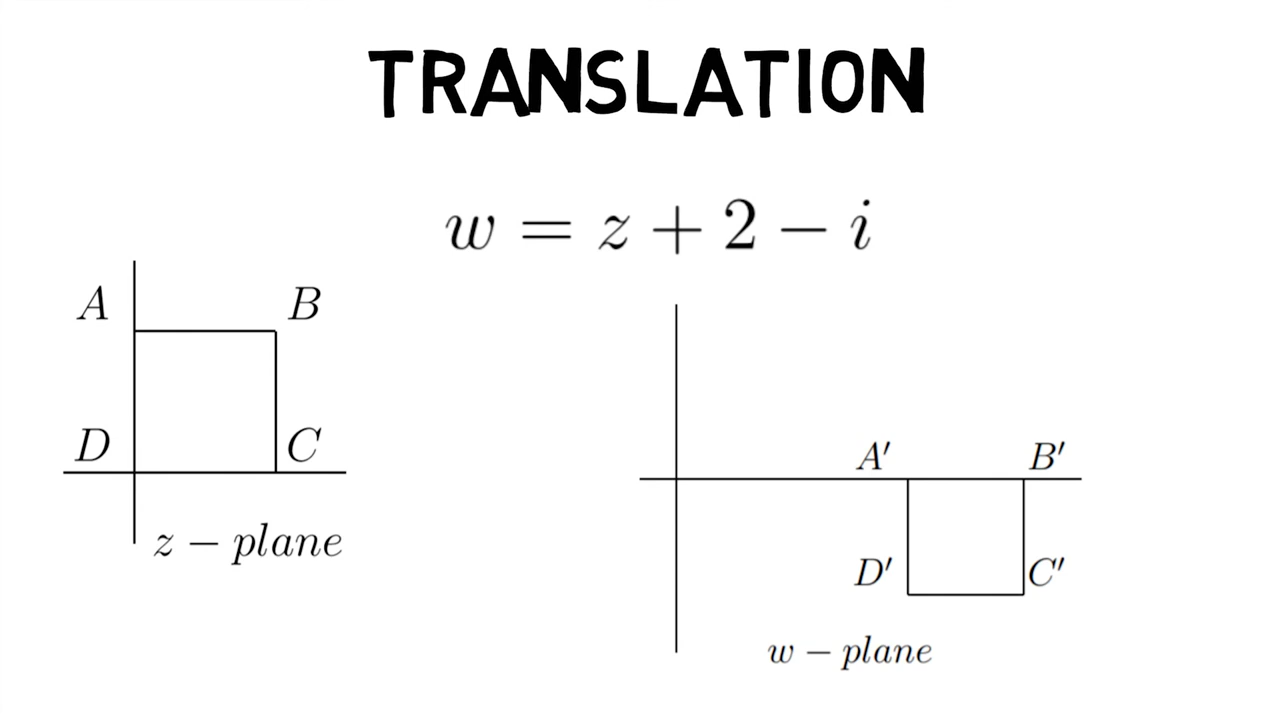 TRANSLATION
w = z + 2 − i
A B
D C
z − plane
A′ B′
D′ C′
w − plane